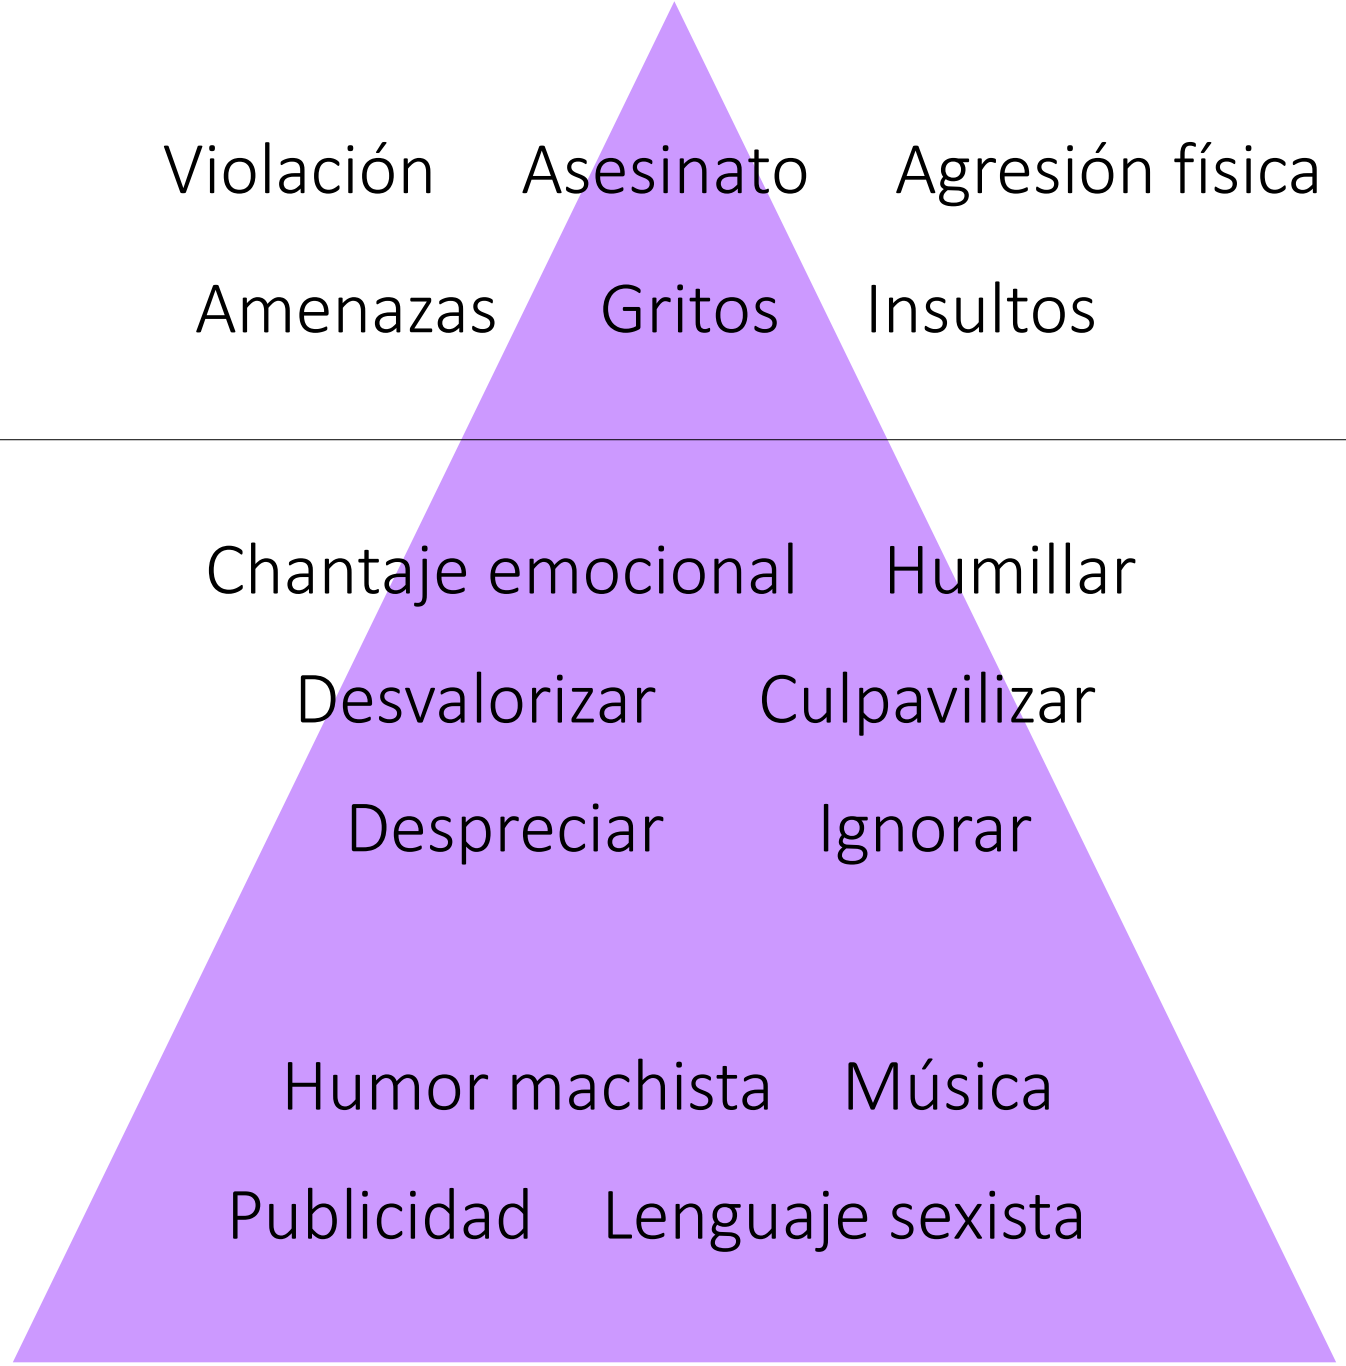 Violación Asesinato Agresión física
Amenazas Gritos Insultos
Chantaje emocional Humillar
Desvalorizar Culpavilizar
Despreciar Ignorar
Humor machista Música
Publicidad Lenguaje sexista